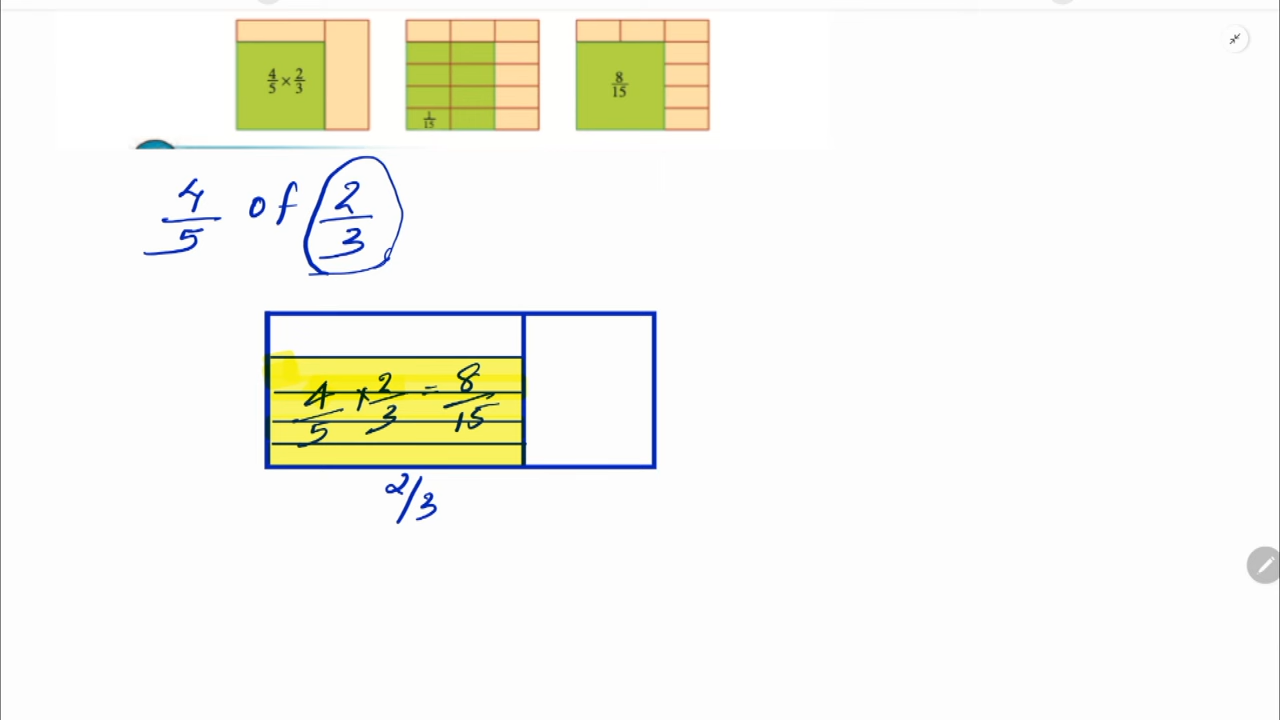 4/5 × 2/3
1/15
8/15
4/5 of 2/3
4/5 × 2/3 = 8/15
2/3